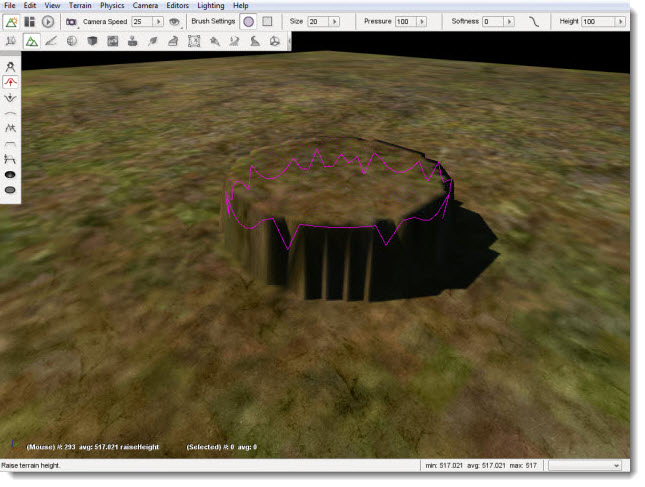 File Edit View Terrain Physics Camera Editors Lighting Help
Camera Speed 25 Brush Settings Size 20 Pressure 100 Softness 0 Height 100
(Mouse) #: 293 avg: 517.021 raiseHeight (Selected) #: 0 avg: 0
Raise terrain height. min: 517.021 avg: 517.021 max: 517